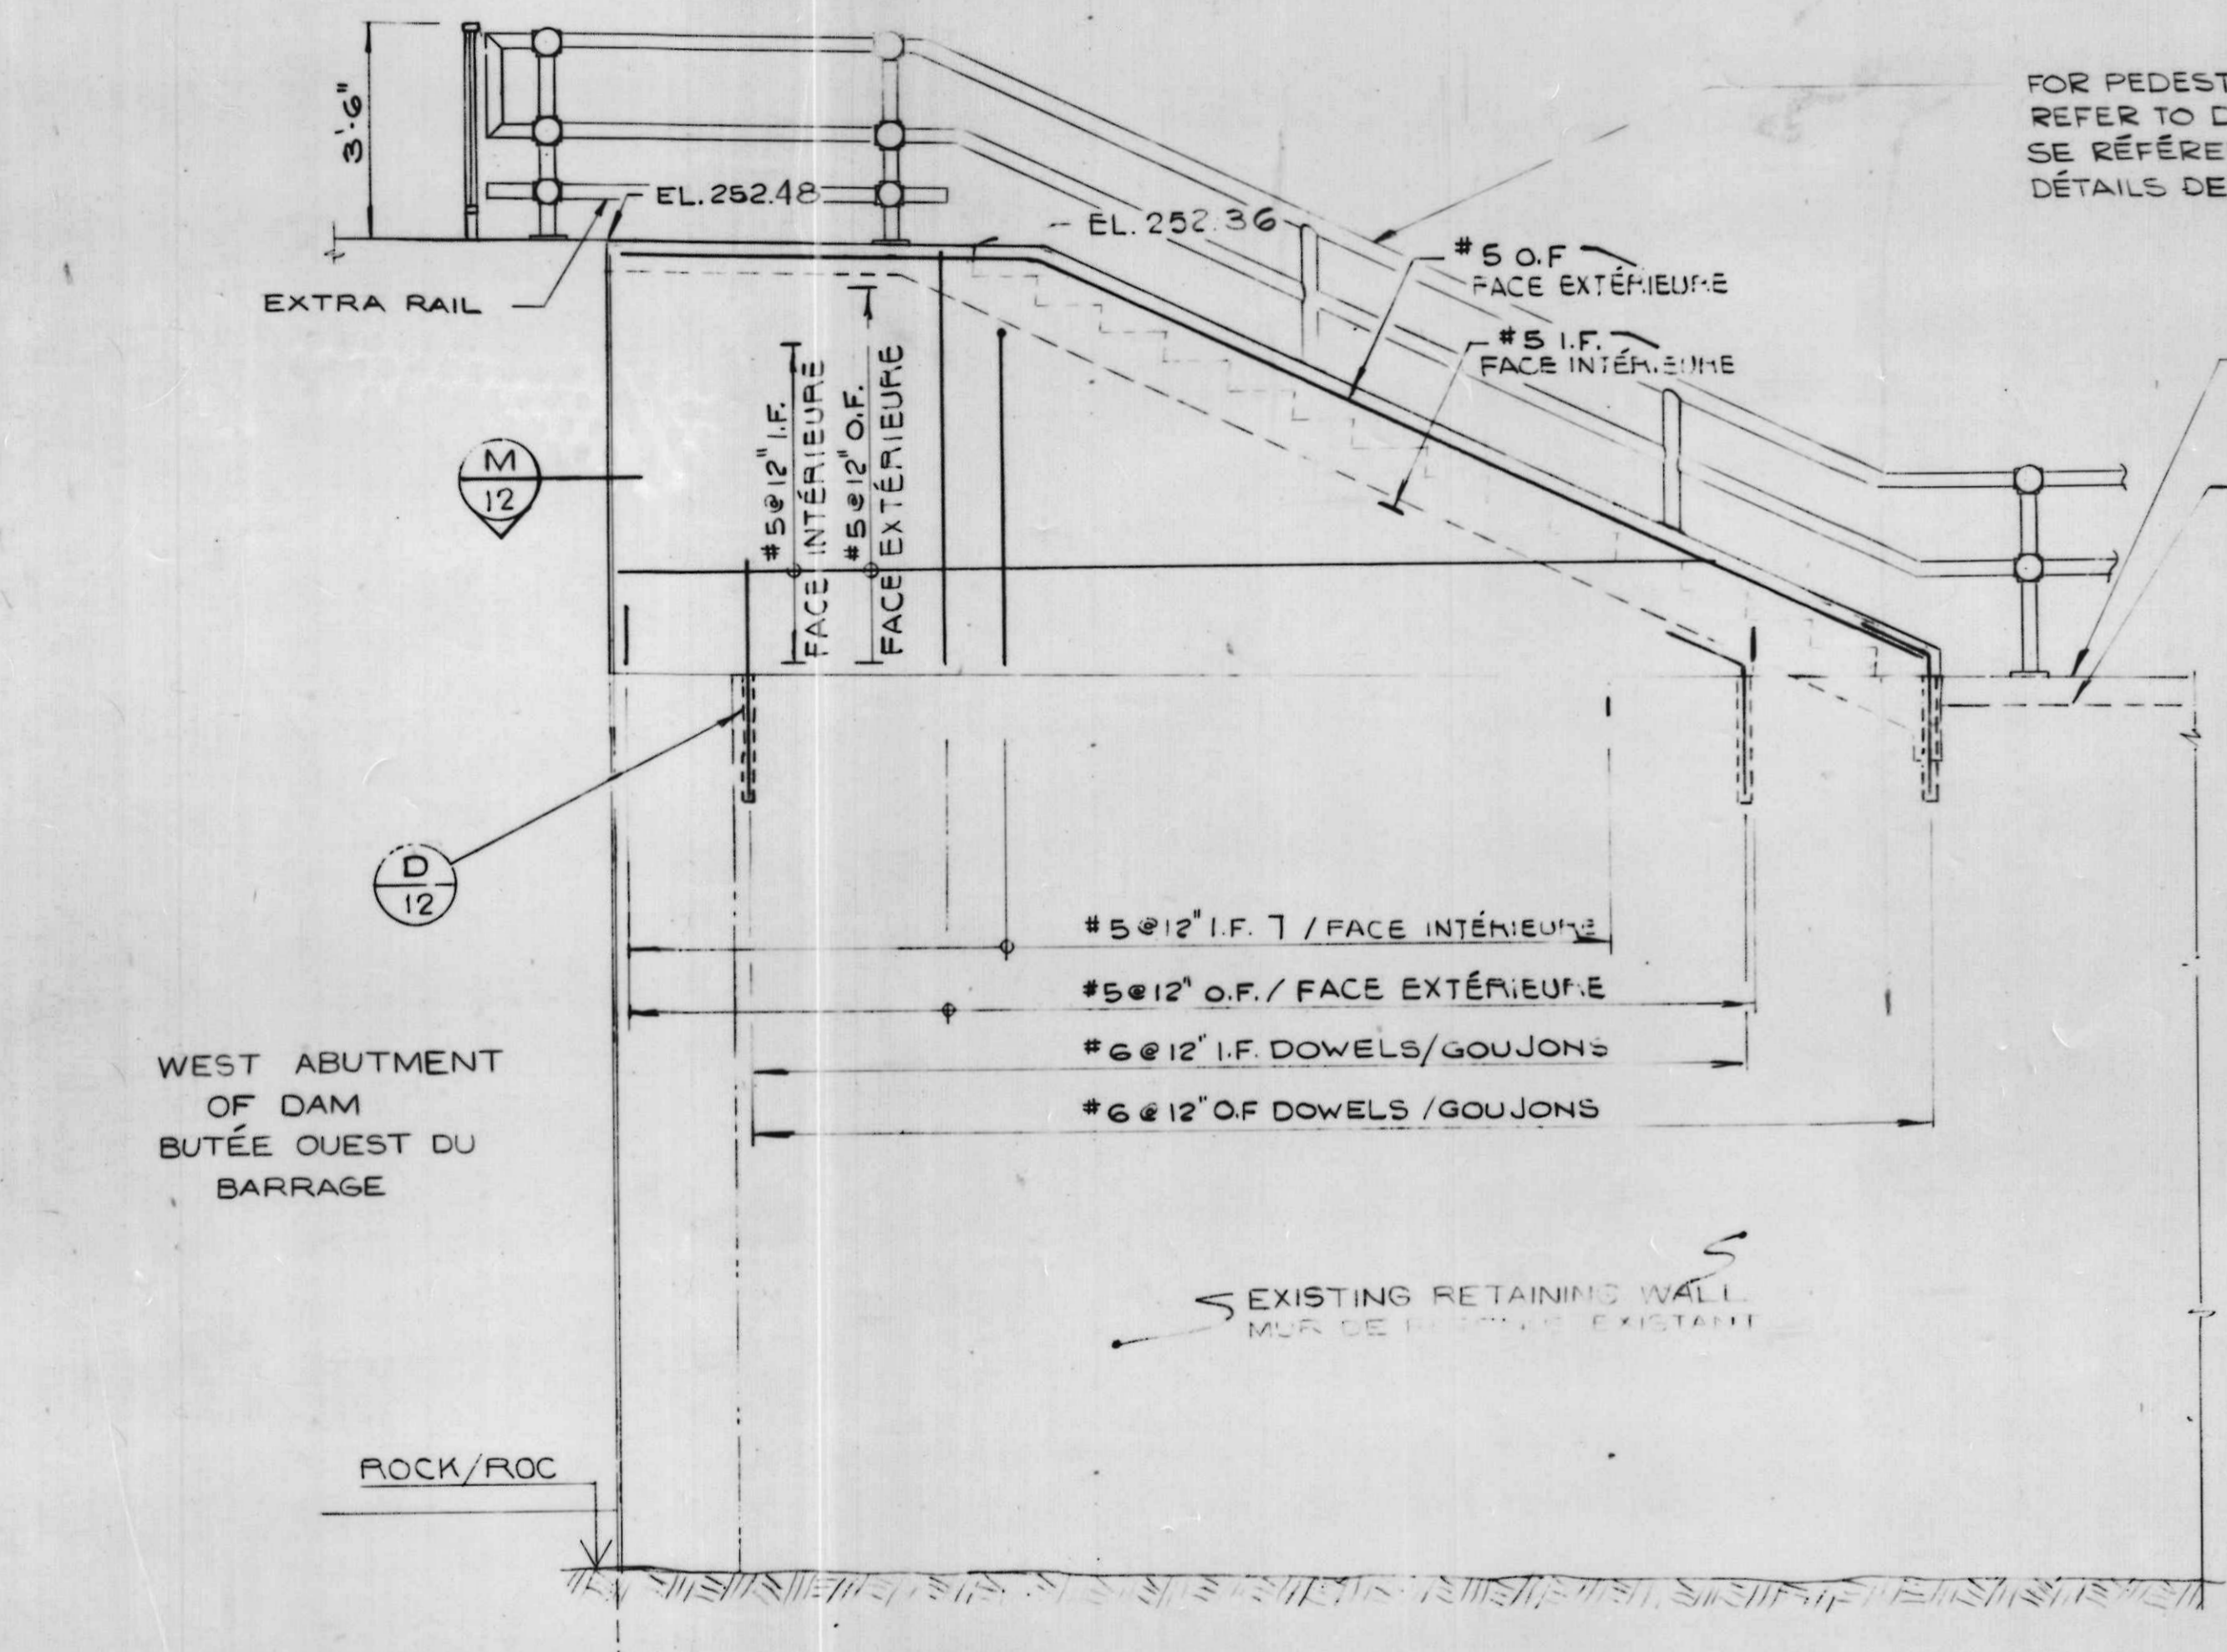 3'-6"
FOR PEDEST
REFER TO D
SE RÉFÉRE
DÉTAILS DE
EL. 252.48
EL. 252.36
EXTRA RAIL
#5 O.F
FACE EXTÉRIEURE
#5 I.F.
FACE INTÉRIEURE
#5@12" I.F.
FACE INTÉRIEURE
#5@12" O.F.
FACE EXTÉRIEURE
M
12
D
12
#5@12" I.F. / FACE INTÉRIEURE
#5@12" O.F. / FACE EXTÉRIEURE
#6@12" I.F. DOWELS/GOUJONS
#6@12" O.F DOWELS /GOUJONS
WEST ABUTMENT
OF DAM
BUTÉE OUEST DU
BARRAGE
EXISTING RETAINING WALL
MUR DE EXISTANT
ROCK/ROC